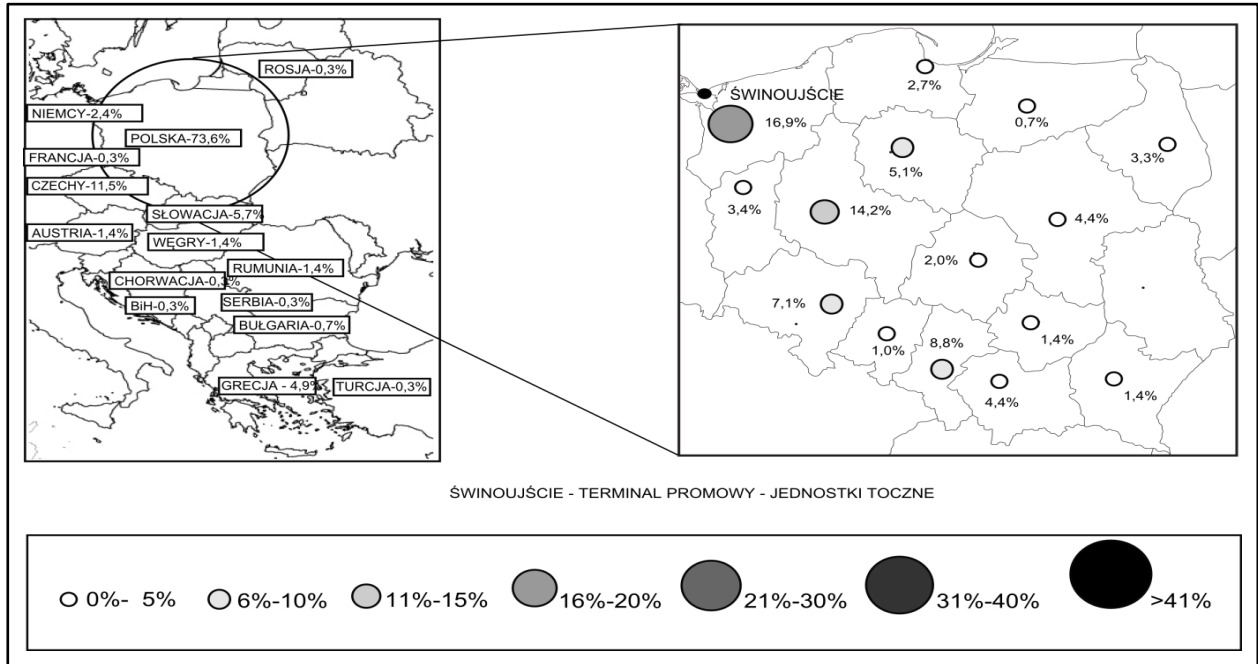 ROSJA-0,3%
NIEMCY-2,4%
POLSKA-73,6%
FRANCJA-0,3%
CZECHY-11,5%
SŁOWACJA-5,7%
AUSTRIA-1,4%
WĘGRY-1,4%
RUMUNIA-1,4%
CHORWACJA-0,3%
BiH-0,3%
SERBIA-0,3%
BUŁGARIA-0,7%
GRECJA - 4,9%
TURCJA-0,3%
2,7%
ŚWINOUJŚCIE
16,9%
0,7%
3,3%
5,1%
3,4%
14,2%
4,4%
2,0%
7,1%
1,0%
8,8%
1,4%
4,4%
1,4%
ŚWINOUJŚCIE - TERMINAL PROMOWY - JEDNOSTKI TOCZNE
0%- 5% 6%-10% 11%-15% 16%-20% 21%-30% 31%-40% >41%